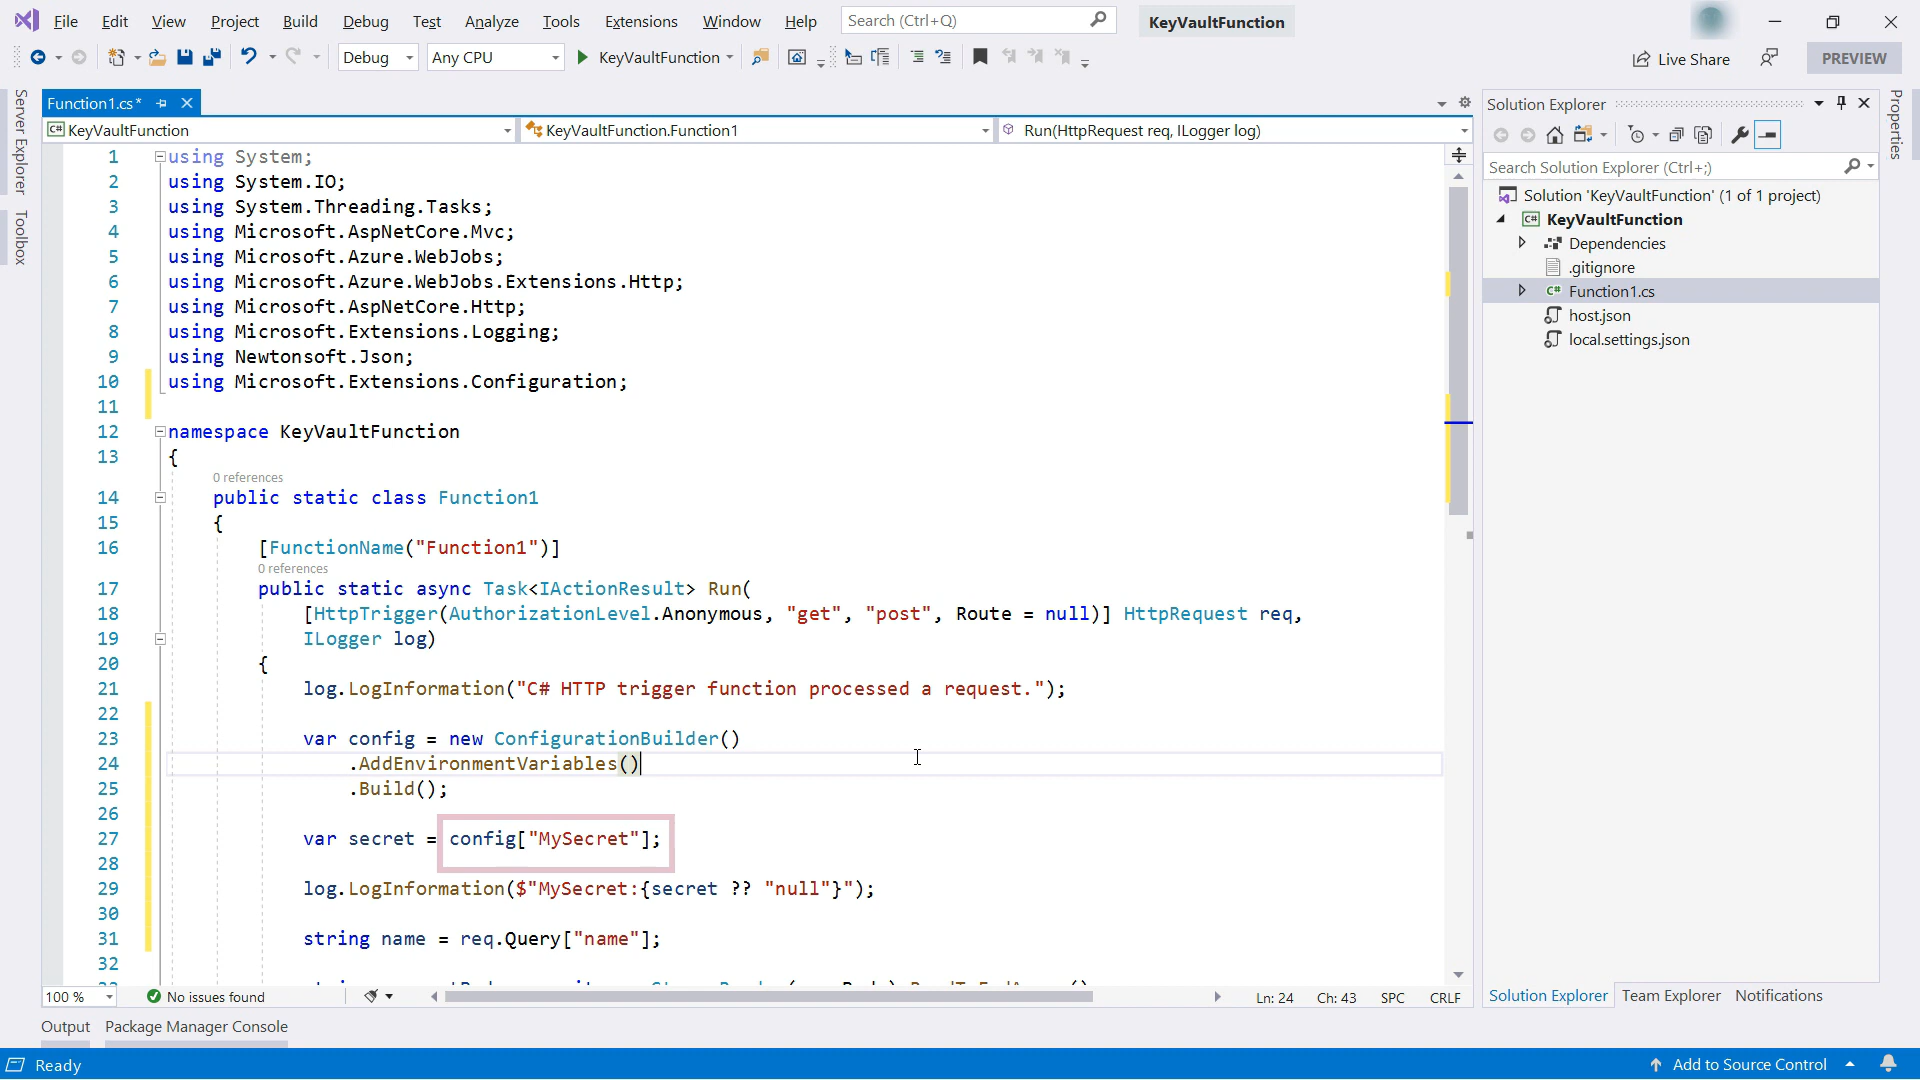 File Edit View Project Build Debug Test Analyze Tools Extensions Window Help Search (Ctrl+Q) KeyVaultFunction
Debug Any CPU KeyVaultFunction Live Share PREVIEW
Server Explorer
Toolbox
Function1.cs*
KeyVaultFunction KeyVaultFunction.Function1 Run(HttpRequest req, ILogger log)
1 using System;
2 using System.IO;
3 using System.Threading.Tasks;
4 using Microsoft.AspNetCore.Mvc;
5 using Microsoft.Azure.WebJobs;
6 using Microsoft.Azure.WebJobs.Extensions.Http;
7 using Microsoft.AspNetCore.Http;
8 using Microsoft.Extensions.Logging;
9 using Newtonsoft.Json;
10 using Microsoft.Extensions.Configuration;
11
12 namespace KeyVaultFunction
13 {
0 references
14 public static class Function1
15 {
16 [FunctionName("Function1")]
0 references
17 public static async Task<IActionResult> Run(
18 [HttpTrigger(AuthorizationLevel.Anonymous, "get", "post", Route = null)] HttpRequest req,
19 ILogger log)
20 {
21 log.LogInformation("C# HTTP trigger function processed a request.");
22
23 var config = new ConfigurationBuilder()
24 .AddEnvironmentVariables()
25 .Build();
26
27 var secret = config["MySecret"];
28
29 log.LogInformation($"MySecret:{secret ?? "null"}");
30
31 string name = req.Query["name"];
32
100 % No issues found Ln: 24 Ch: 43 SPC CRLF
Output Package Manager Console
Solution Explorer
Search Solution Explorer (Ctrl+;)
Solution 'KeyVaultFunction' (1 of 1 project)
C# KeyVaultFunction
Dependencies
.gitignore
C# Function1.cs
host.json
local.settings.json
Solution Explorer Team Explorer Notifications
Properties
Ready Add to Source Control